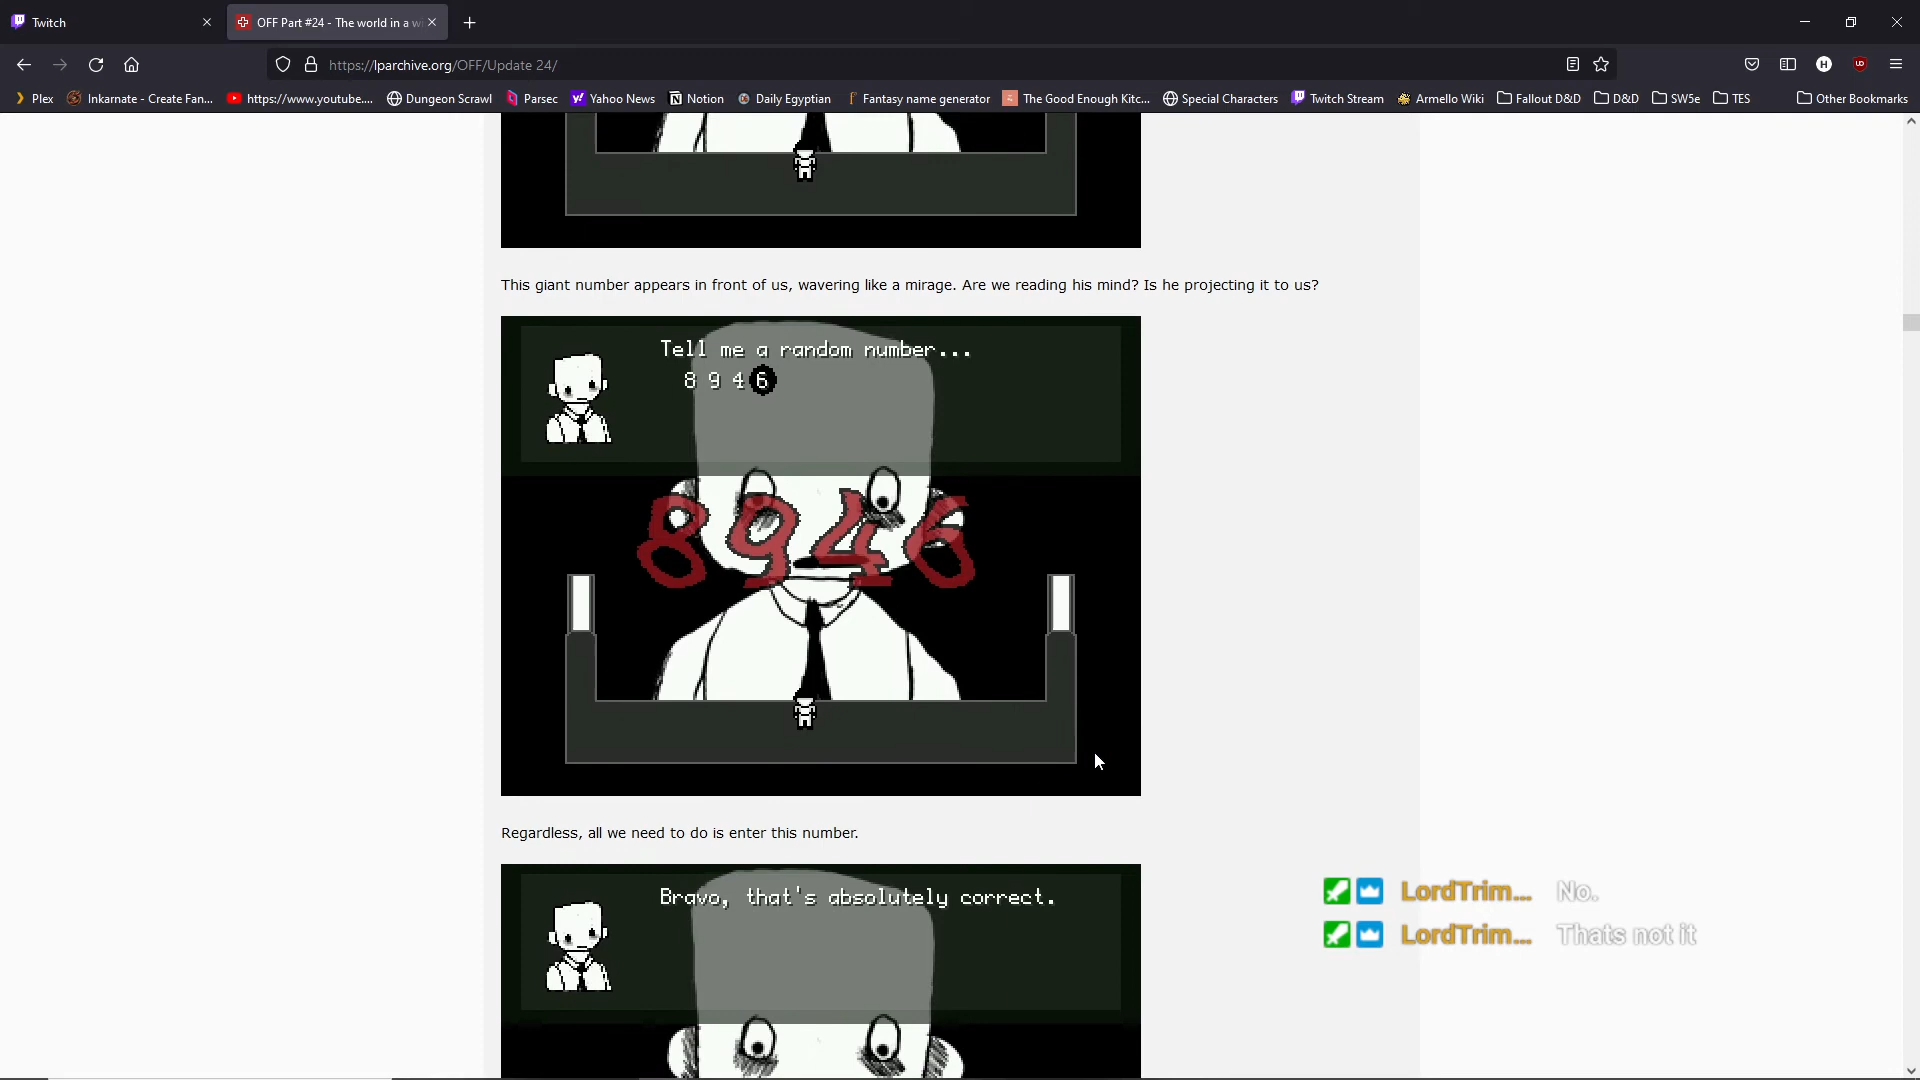 Twitch
OFF Part #24 - The world in a wi
https://lparchive.org/OFF/Update 24/
H
UD
Plex
Inkarnate - Create Fan...
https://www.youtube....
Dungeon Scrawl
Parsec
Yahoo News
Notion
Daily Egyptian
Fantasy name generator
The Good Enough Kitc...
Special Characters
Twitch Stream
Armello Wiki
Fallout D&D
D&D
SW5e
TES
Other Bookmarks
This giant number appears in front of us, wavering like a mirage. Are we reading his mind? Is he projecting it to us?
Tell me a random number...
8 9 4 6
8946
Regardless, all we need to do is enter this number.
Bravo, that's absolutely correct.
LordTrim... No.
LordTrim... Thats not it